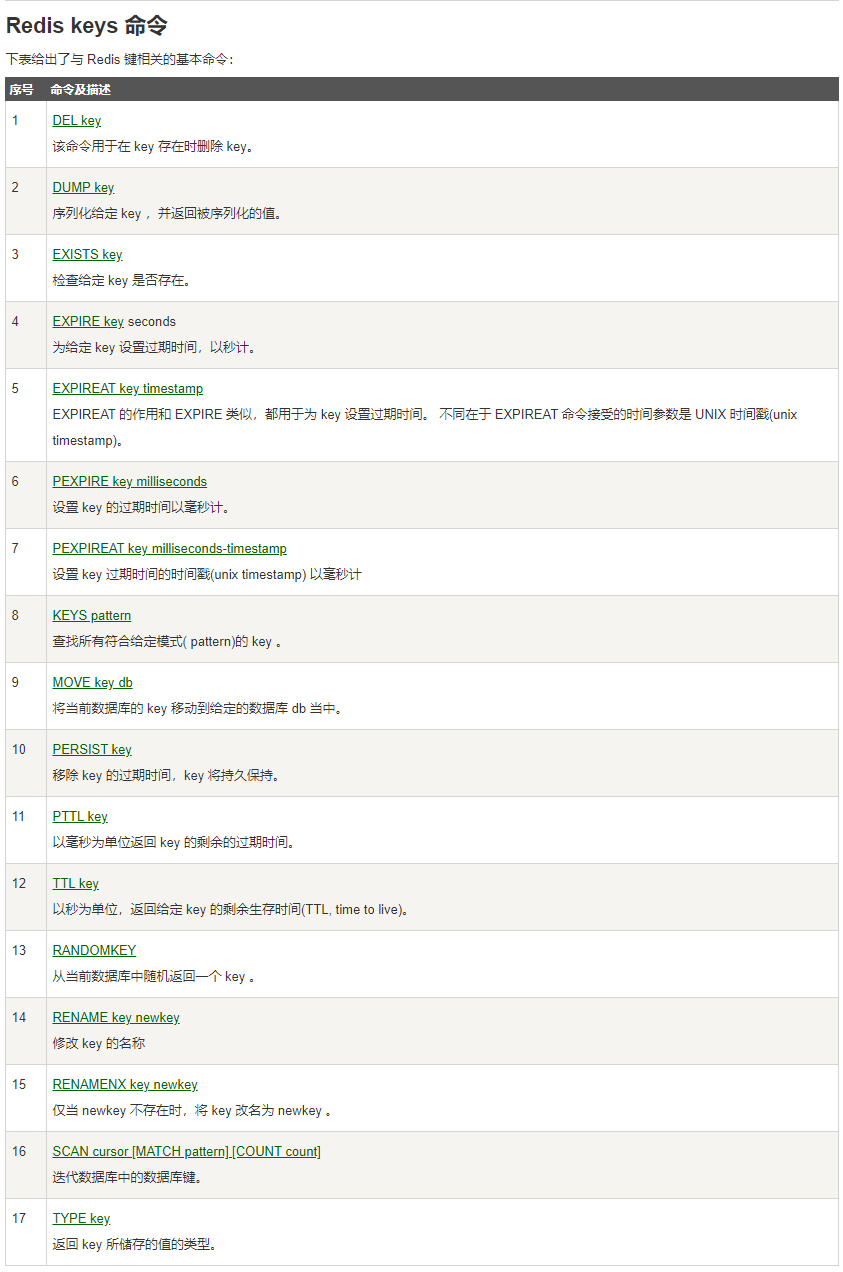 Redis keys 命令
下表给出了与 Redis 键相关的基本命令：
序号 命令及描述
1 DEL key
该命令用于在 key 存在时删除 key。
2 DUMP key
序列化给定 key ，并返回被序列化的值。
3 EXISTS key
检查给定 key 是否存在。
4 EXPIRE key seconds
为给定 key 设置过期时间，以秒计。
5 EXPIREAT key timestamp
EXPIREAT 的作用和 EXPIRE 类似，都用于为 key 设置过期时间。 不同在于 EXPIREAT 命令接受的时间参数是 UNIX 时间戳(unix
timestamp)。
6 PEXPIRE key milliseconds
设置 key 的过期时间以毫秒计。
7 PEXPIREAT key milliseconds-timestamp
设置 key 过期时间的时间戳(unix timestamp) 以毫秒计
8 KEYS pattern
查找所有符合给定模式( pattern)的 key 。
9 MOVE key db
将当前数据库的 key 移动到给定的数据库 db 当中。
10 PERSIST key
移除 key 的过期时间，key 将持久保持。
11 PTTL key
以毫秒为单位返回 key 的剩余的过期时间。
12 TTL key
以秒为单位，返回给定 key 的剩余生存时间(TTL, time to live)。
13 RANDOMKEY
从当前数据库中随机返回一个 key 。
14 RENAME key newkey
修改 key 的名称
15 RENAMENX key newkey
仅当 newkey 不存在时，将 key 改名为 newkey 。
16 SCAN cursor [MATCH pattern] [COUNT count]
迭代数据库中的数据库键。
17 TYPE key
返回 key 所储存的值的类型。